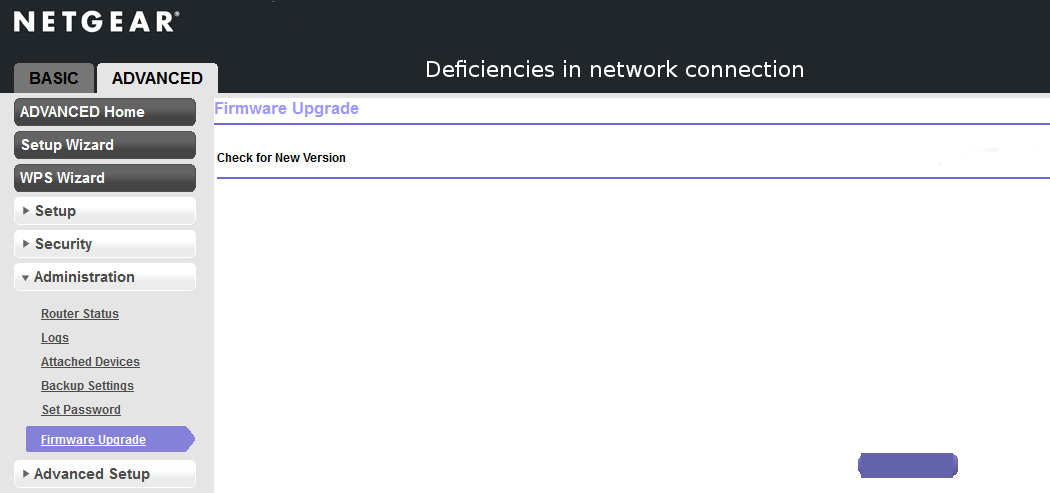 NETGEAR®
BASIC
ADVANCED
Deficiencies in network connection
ADVANCED Home
Setup Wizard
WPS Wizard
Setup
Security
Administration
Router Status
Logs
Attached Devices
Backup Settings
Set Password
Firmware Upgrade
Advanced Setup
Firmware Upgrade
Check for New Version